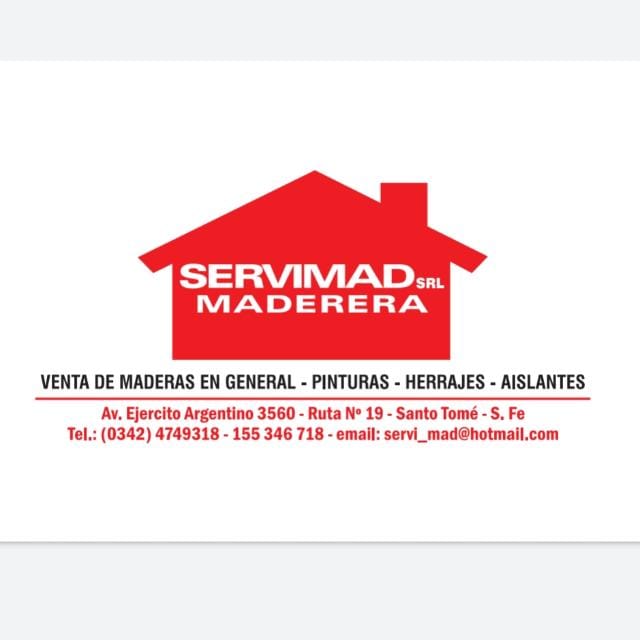 SERVIMAD SRL
MADERERA
VENTA DE MADERAS EN GENERAL - PINTURAS - HERRAJES - AISLANTES
Av. Ejercito Argentino 3560 - Ruta Nº 19 - Santo Tomé - S. Fe
Tel.: (0342) 4749318 - 155 346 718 - email: servi_mad@hotmail.com